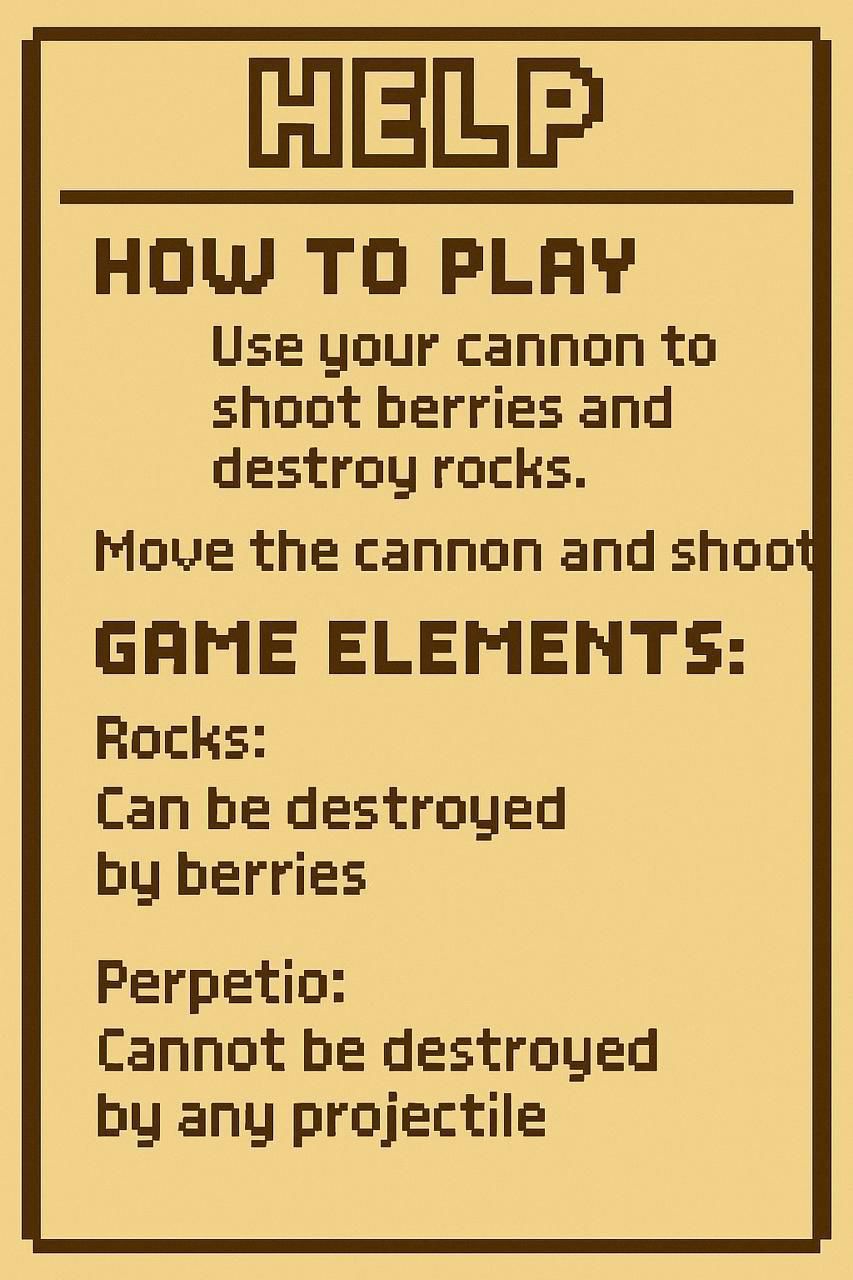 HELP
HOW TO PLAY
Use your cannon to
shoot berries and
destroy rocks.
Move the cannon and shoot
GAME ELEMENTS:
Rocks:
Can be destroyed
by berries
Perpetio:
Cannot be destroyed
by any projectile